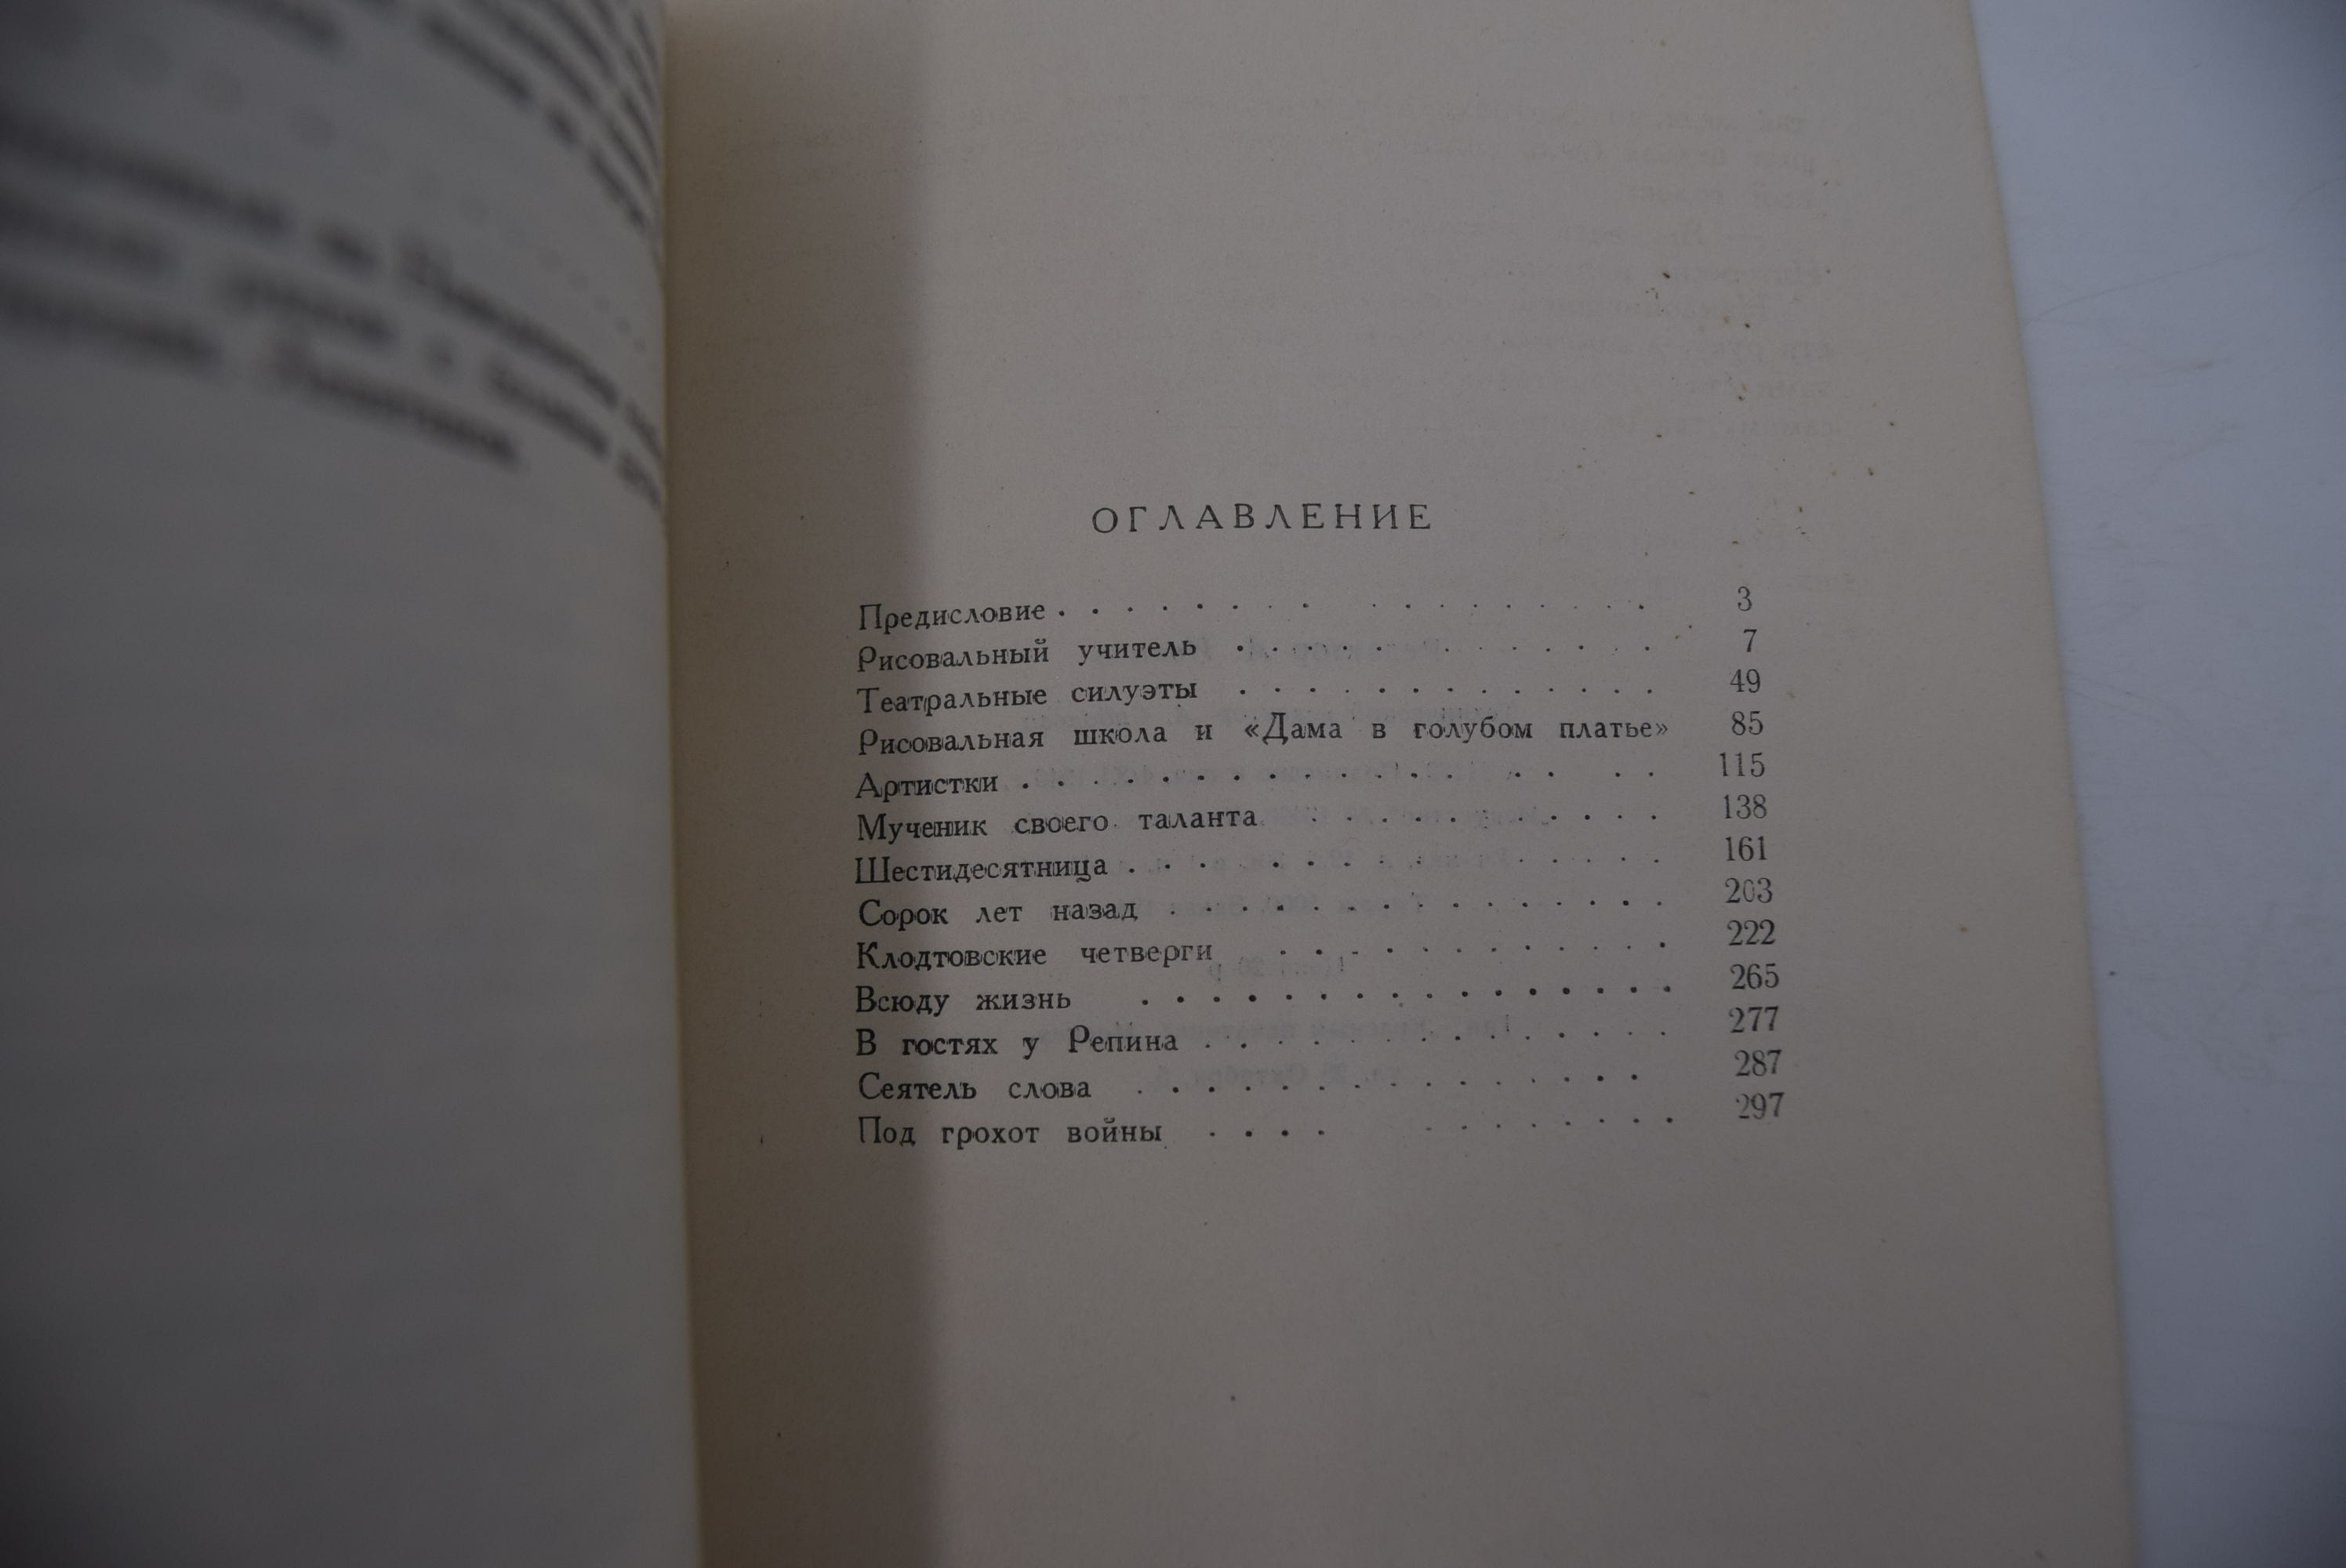 ОГЛАВЛЕНИЕ
Предисловие . . . . . . . . . . . . . . . 3
Рисовальный учитель . . . . . . . . . . . . 7
Театральные силуэты . . . . . . . . . . . . 49
Рисовальная школа и «Дама в голубом платье» 85
Артистки . . . . . . . . . . . . . . . . 115
Мученик своего таланта . . . . . . . . . . 138
Шестидесятница . . . . . . . . . . . . . . 161
Сорок лет назад . . . . . . . . . . . . . . 203
Клодтовские четверги . . . . . . . . . . . 222
Всюду жизнь . . . . . . . . . . . . . . . 265
В гостях у Репина . . . . . . . . . . . . . 277
Сеятель слова . . . . . . . . . . . . . . 287
Под грохот войны . . . . . . . . . . . . 297